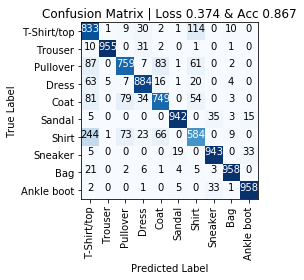 Confusion Matrix | Loss 0.374 & Acc 0.867
True Label
T-Shirt/top 833 1 9 30 2 1 114 0 10 0
Trouser 10 955 0 31 2 0 1 0 1 0
Pullover 87 0 759 7 83 1 61 0 2 0
Dress 63 5 7 884 16 1 20 0 4 0
Coat 81 0 79 34 749 0 54 0 3 0
Sandal 5 0 0 0 0 942 0 35 3 15
Shirt 244 1 73 23 66 0 584 0 9 0
Sneaker 5 0 0 0 0 19 0 943 0 33
Bag 21 0 2 6 1 4 5 3 958 0
Ankle boot 2 0 0 1 0 5 0 33 1 958
T-Shirt/top
Trouser
Pullover
Dress
Coat
Sandal
Shirt
Sneaker
Bag
Ankle boot
Predicted Label